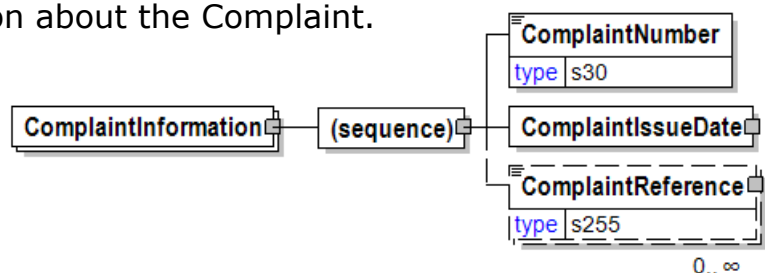 on about the Complaint.
ComplaintNumber
type s30
ComplaintInformation
(sequence)
ComplaintIssueDate
ComplaintReference
type s255
0.. ∞